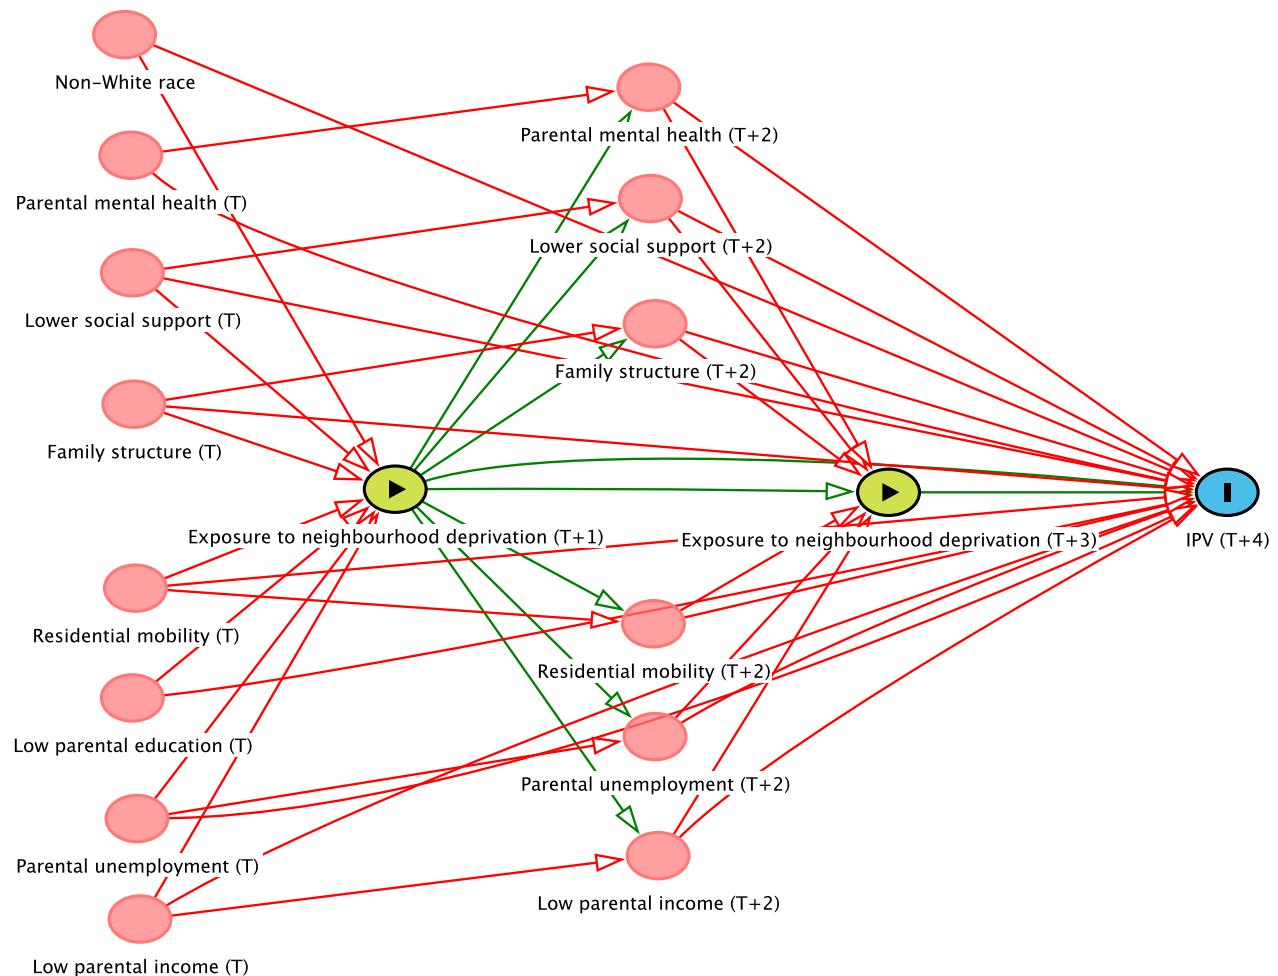 Non-White race
Parental mental health (T)
Lower social support (T)
Family structure (T)
Residential mobility (T)
Low parental education (T)
Parental unemployment (T)
Low parental income (T)
Exposure to neighbourhood deprivation (T+1)
Parental mental health (T+2)
Lower social support (T+2)
Family structure (T+2)
Residential mobility (T+2)
Parental unemployment (T+2)
Low parental income (T+2)
Exposure to neighbourhood deprivation (T+3)
IPV (T+4)